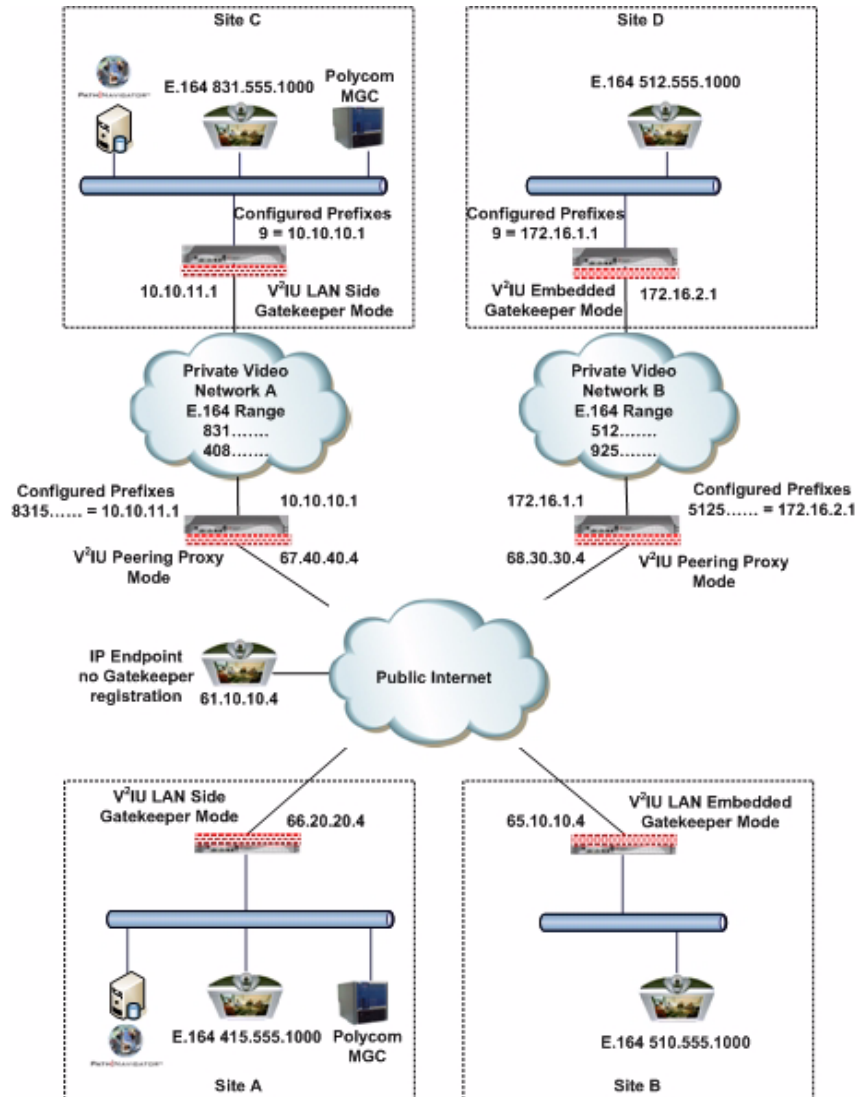 Site C
PATHNAVIGATOR
E.164 831.555.1000
Polycom
MGC
Configured Prefixes
9 = 10.10.10.1
10.10.11.1
V²IU LAN Side
Gatekeeper Mode
Site D
E.164 512.555.1000
Configured Prefixes
9 = 172.16.1.1
V²IU Embedded
Gatekeeper Mode
172.16.2.1
Private Video
Network A
E.164 Range
831.......
408.......
Private Video
Network B
E.164 Range
512.......
925.......
Configured Prefixes
8315...... = 10.10.11.1
10.10.10.1
V²IU Peering Proxy
Mode
67.40.40.4
172.16.1.1
Configured Prefixes
5125...... = 172.16.2.1
68.30.30.4
V²IU Peering Proxy
Mode
IP Endpoint
no Gatekeeper
registration
61.10.10.4
Public Internet
V²IU LAN Side
Gatekeeper Mode
66.20.20.4
E.164 415.555.1000
Polycom
MGC
PATHNAVIGATOR
Site A
65.10.10.4
V²IU LAN Embedded
Gatekeeper Mode
E.164 510.555.1000
Site B